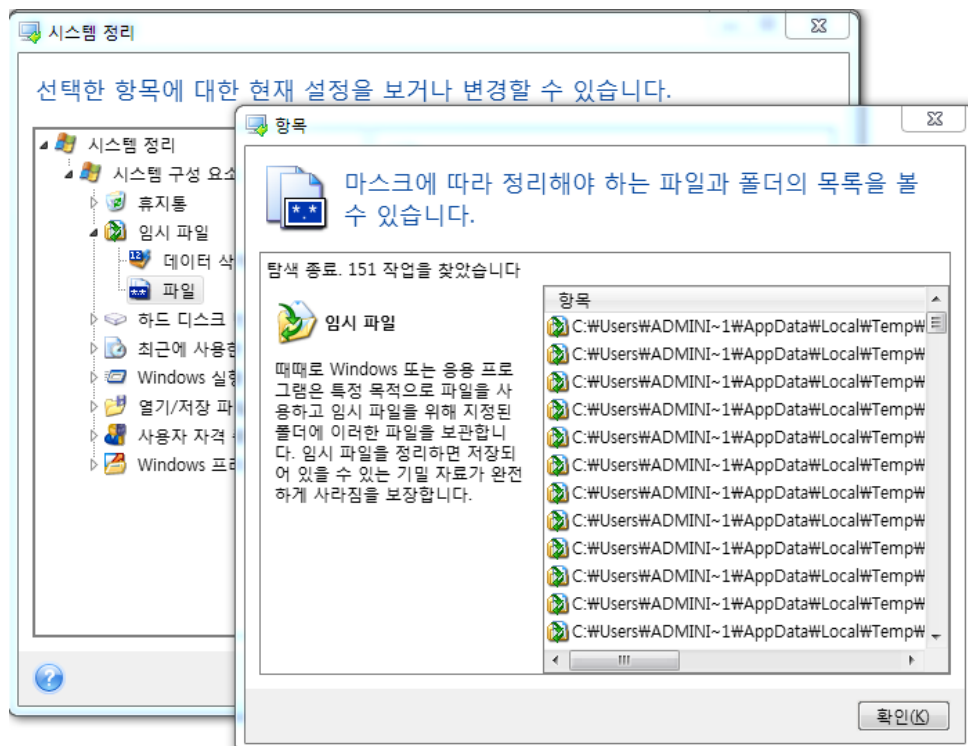 시스템 정리
선택한 항목에 대한 현재 설정을 보거나 변경할 수 있습니다.
시스템 정리
시스템 구성 요소
휴지통
임시 파일
데이터 삭
파일
하드 디스크
최근에 사용한
Windows 실행
열기/저장 파
사용자 자격
Windows 프
항목
마스크에 따라 정리해야 하는 파일과 폴더의 목록을 볼
수 있습니다.
탐색 종료. 151 작업을 찾았습니다
임시 파일
때때로 Windows 또는 응용 프로
그램은 특정 목적으로 파일을 사
용하고 임시 파일을 위해 지정된
폴더에 이러한 파일을 보관합니
다. 임시 파일을 정리하면 저장되
어 있을 수 있는 기밀 자료가 완전
하게 사라짐을 보장합니다.
항목
C:₩Users₩ADMINI~1₩AppData₩Local₩Temp₩
C:₩Users₩ADMINI~1₩AppData₩Local₩Temp₩
C:₩Users₩ADMINI~1₩AppData₩Local₩Temp₩
C:₩Users₩ADMINI~1₩AppData₩Local₩Temp₩
C:₩Users₩ADMINI~1₩AppData₩Local₩Temp₩
C:₩Users₩ADMINI~1₩AppData₩Local₩Temp₩
C:₩Users₩ADMINI~1₩AppData₩Local₩Temp₩
C:₩Users₩ADMINI~1₩AppData₩Local₩Temp₩
C:₩Users₩ADMINI~1₩AppData₩Local₩Temp₩
C:₩Users₩ADMINI~1₩AppData₩Local₩Temp₩
C:₩Users₩ADMINI~1₩AppData₩Local₩Temp₩
C:₩Users₩ADMINI~1₩AppData₩Local₩Temp₩
확인(K)